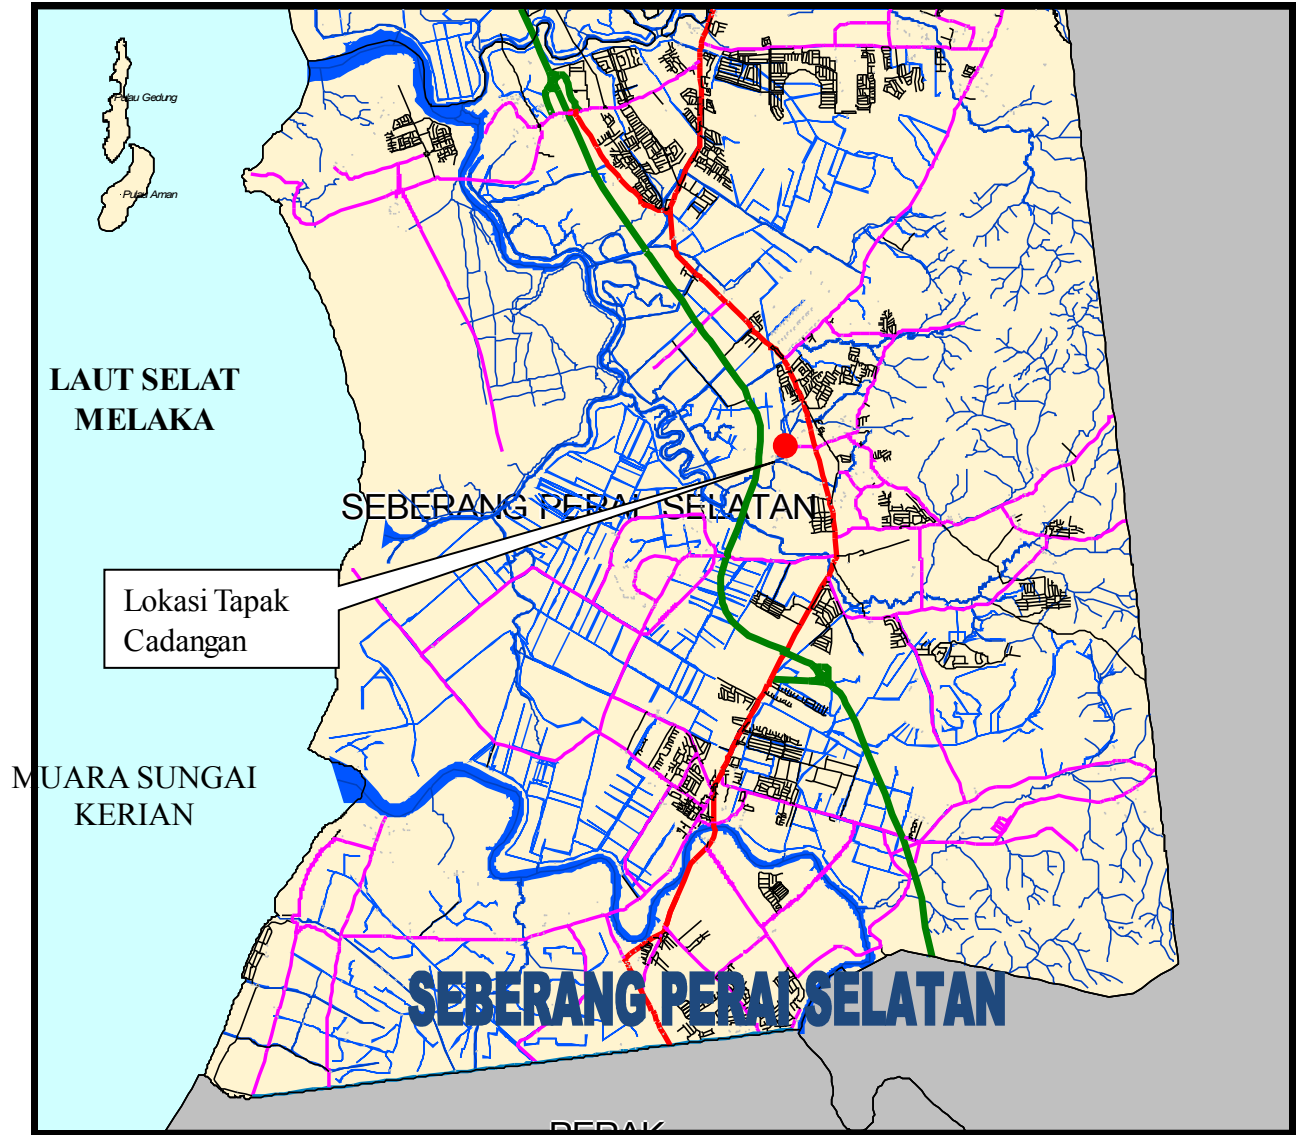 Pulau Gedung
Pulau Aman
LAUT SELAT
MELAKA
SEBERANG PERAI SELATAN
Lokasi Tapak
Cadangan
MUARA SUNGAI
KERIAN
SEBERANG PERAI SELATAN
PERAK